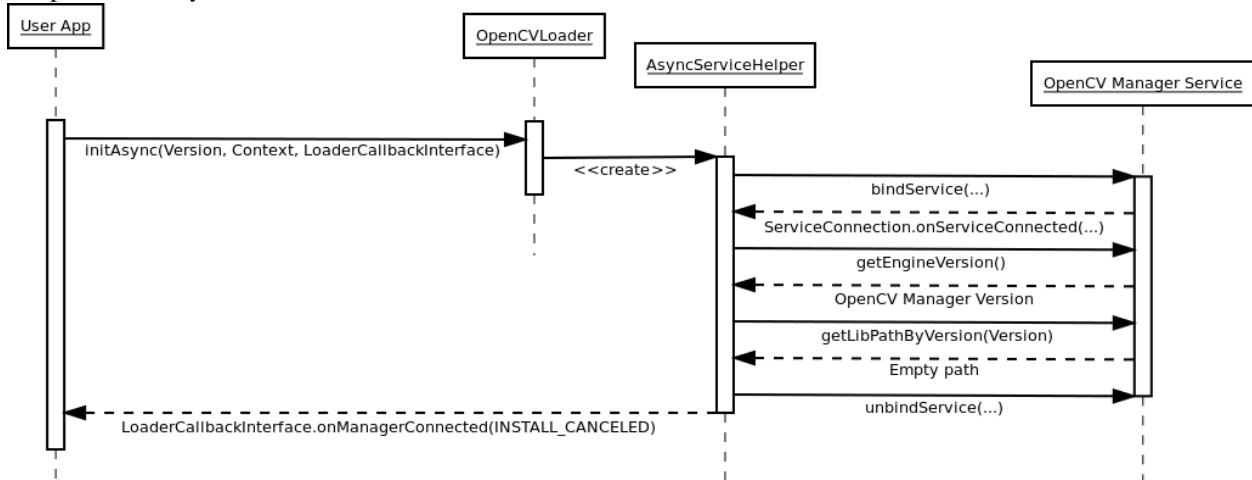 User App
OpenCVLoader
AsyncServiceHelper
OpenCV Manager Service
initAsync(Version, Context, LoaderCallbackInterface)
<<create>>
bindService(...)
ServiceConnection.onServiceConnected(...)
getEngineVersion()
OpenCV Manager Version
getLibPathByVersion(Version)
Empty path
unbindService(...)
LoaderCallbackInterface.onManagerConnected(INSTALL_CANCELED)